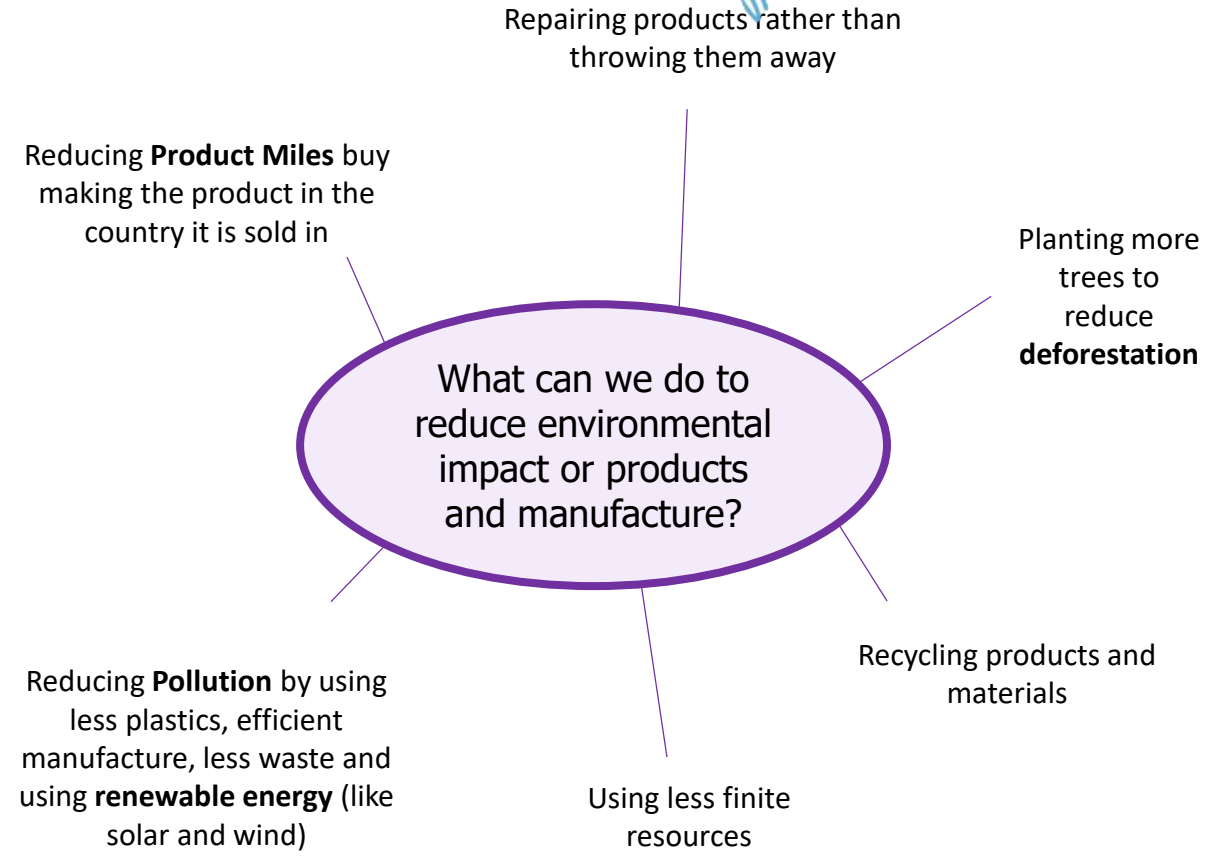 Repairing products rather than
throwing them away
Reducing Product Miles buy
making the product in the
country it is sold in
Planting more
trees to
reduce
deforestation
What can we do to
reduce environmental
impact or products
and manufacture?
Recycling products and
materials
Reducing Pollution by using
less plastics, efficient
manufacture, less waste and
using renewable energy (like
solar and wind)
Using less finite
resources